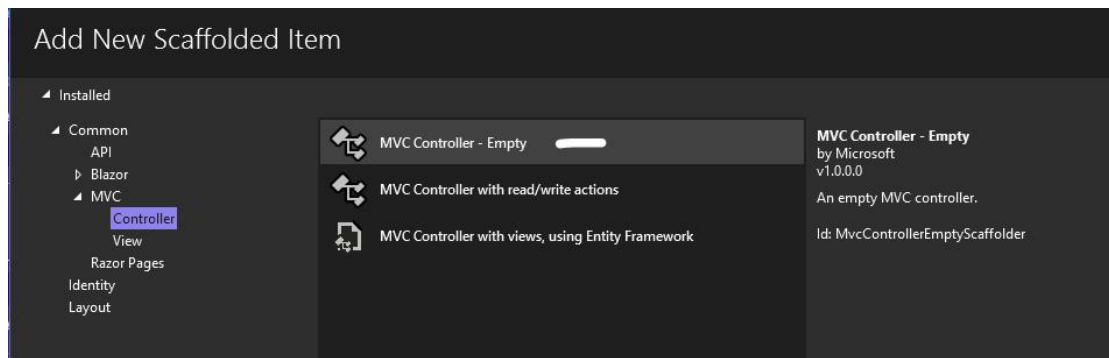 Add New Scaffolded Item
Installed
Common
API
Blazor
MVC
Controller
View
Razor Pages
Identity
Layout
MVC Controller - Empty
MVC Controller with read/write actions
MVC Controller with views, using Entity Framework
MVC Controller - Empty
by Microsoft
v1.0.0.0
An empty MVC controller.
Id: MvcControllerEmptyScaffolder